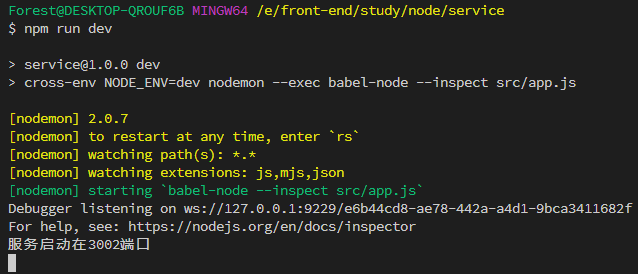 Forest@DESKTOP-QROUF6B MINGW64 /e/front-end/study/node/service
$ npm run dev
> service@1.0.0 dev
> cross-env NODE_ENV=dev nodemon --exec babel-node --inspect src/app.js
[nodemon] 2.0.7
[nodemon] to restart at any time, enter `rs`
[nodemon] watching path(s): *.*
[nodemon] watching extensions: js,mjs,json
[nodemon] starting `babel-node --inspect src/app.js`
Debugger listening on ws://127.0.0.1:9229/e6b44cd8-ae78-442a-a4d1-9bca3411682f
For help, see: https://nodejs.org/en/docs/inspector
服务启动在3002端口